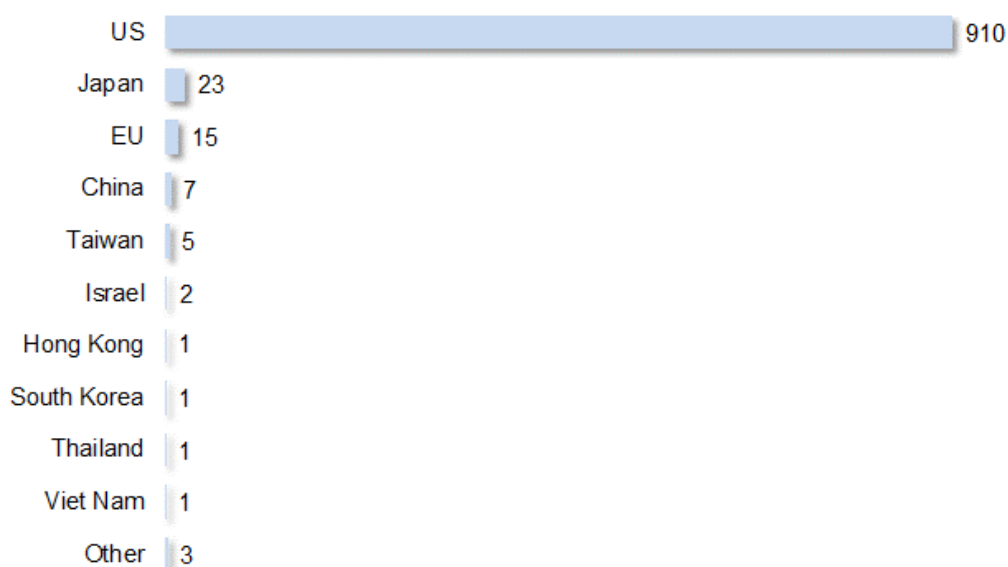 US 910
Japan 23
EU 15
China 7
Taiwan 5
Israel 2
Hong Kong 1
South Korea 1
Thailand 1
Viet Nam 1
Other 3